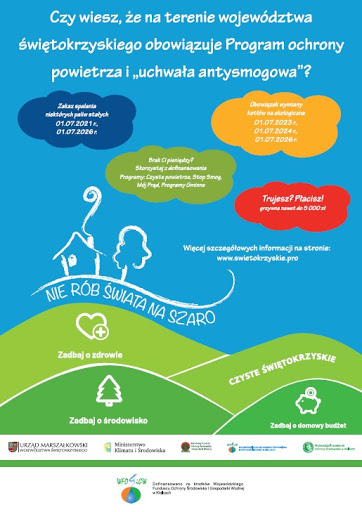 Czy wiesz, że na terenie województwa
świętokrzyskiego obowiązuje Program ochrony
powietrza i „uchwała antysmogowa”?
Zakaz spalania
niektórych paliw stałych
01.07.2021 r.,
01.07.2026 r.
Obowiązek wymiany
kotłów na ekologiczne
01.07.2023 r.,
01.07.2024 r.,
01.07.2026 r.
Brak Ci pieniędzy?
Skorzystaj z dofinansowania
Programy: Czyste powietrze, Stop Smog,
Mój Prąd, Programy Gminne
Trujesz? Płacisz!
grzywna nawet do 5 000 zł
Więcej szczegółowych informacji na stronie:
www.swietokrzyskie.pro
NIE RÓB ŚWIATA NA SZARO
Zadbaj o zdrowie
CZYSTE ŚWIĘTOKRZYSKIE
Zadbaj o środowisko
Zadbaj o domowy budżet
URZĄD MARSZAŁKOWSKI
WOJEWÓDZTWA ŚWIĘTOKRZYSKIEGO
Ministerstwo
Klimatu i Środowiska
WFOŚiGW
Dofinansowano ze środków Wojewódzkiego
Funduszu Ochrony Środowiska i Gospodarki Wodnej
w Kielcach